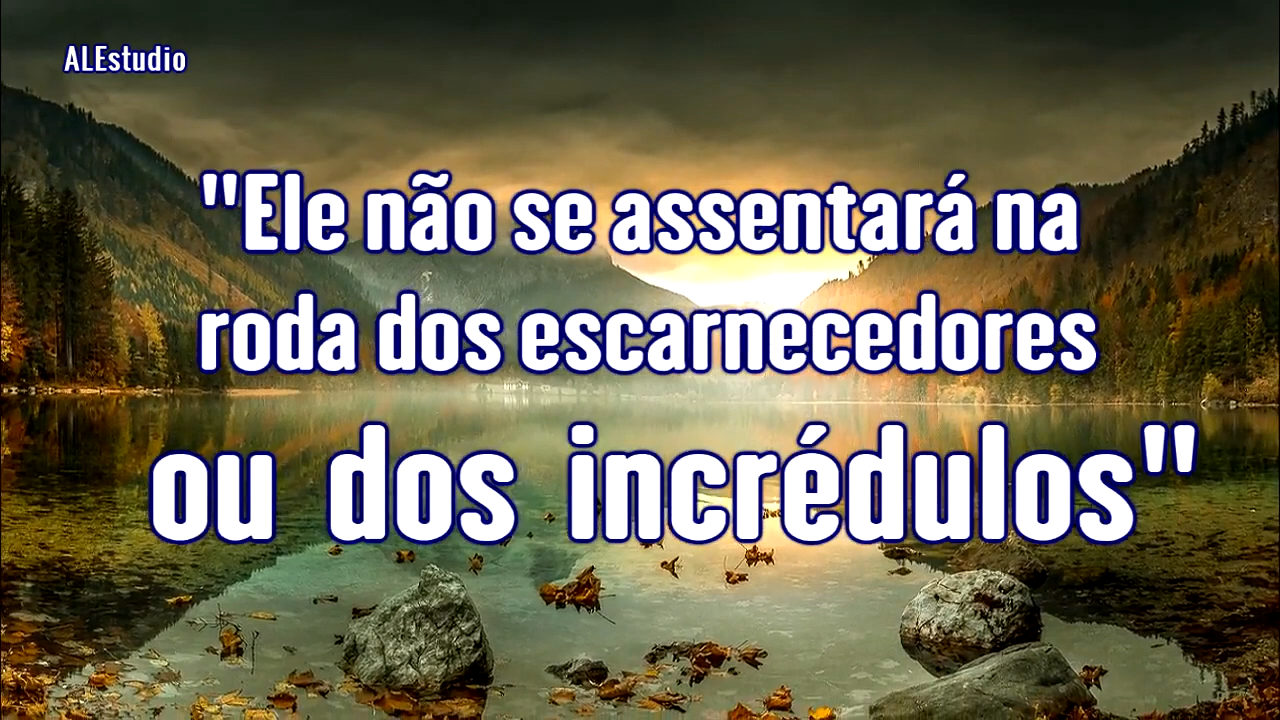 ALEstudio
"Ele não se assentará na
roda dos escarnecedores
ou dos incrédulos"